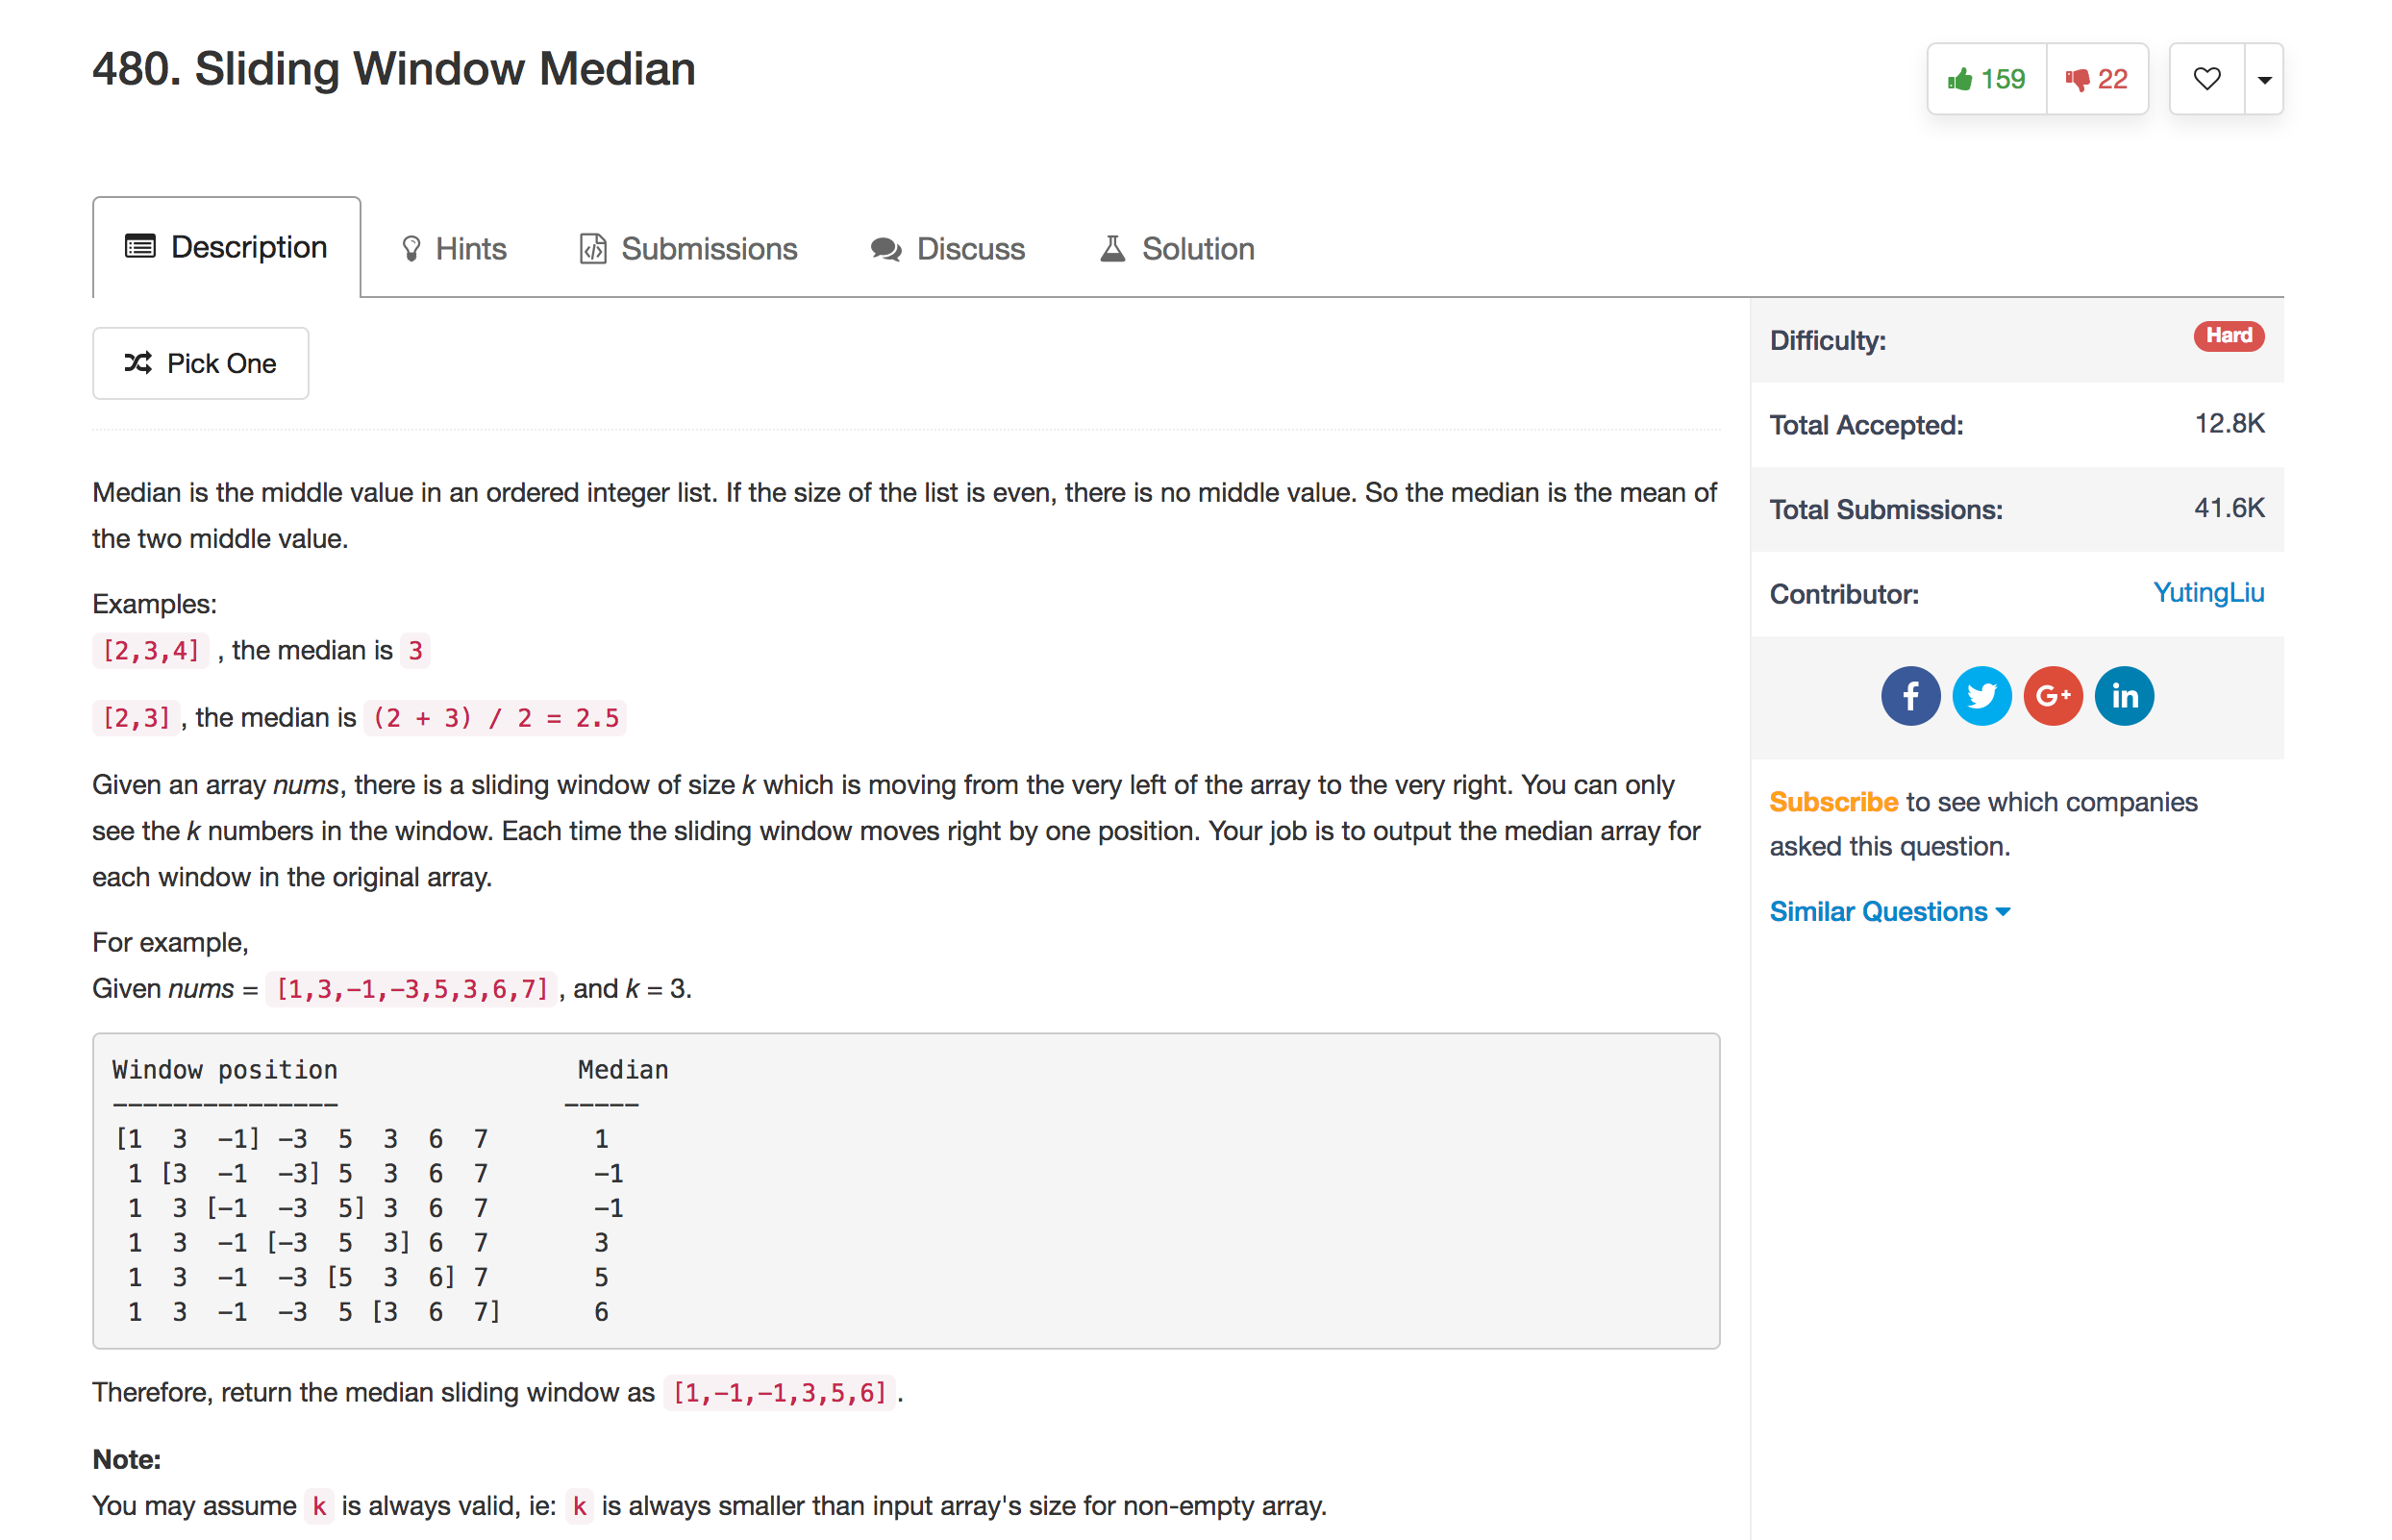 480. Sliding Window Median
159
22
Description
Hints
Submissions
Discuss
Solution
Pick One
Median is the middle value in an ordered integer list. If the size of the list is even, there is no middle value. So the median is the mean of
the two middle value.
Examples:
[2,3,4] , the median is 3
[2,3], the median is (2 + 3) / 2 = 2.5
Given an array nums, there is a sliding window of size k which is moving from the very left of the array to the very right. You can only
see the k numbers in the window. Each time the sliding window moves right by one position. Your job is to output the median array for
each window in the original array.
For example,
Given nums = [1,3,-1,-3,5,3,6,7], and k = 3.
Window position                Median
---------------               -----
[1  3  -1] -3  5  3  6  7       1
 1 [3  -1  -3] 5  3  6  7       -1
 1  3 [-1  -3  5] 3  6  7       -1
 1  3  -1 [-3  5  3] 6  7       3
 1  3  -1  -3 [5  3  6] 7       5
 1  3  -1  -3  5 [3  6  7]      6
Therefore, return the median sliding window as [1,-1,-1,3,5,6].
Note:
You may assume k is always valid, ie: k is always smaller than input array's size for non-empty array.
Difficulty: Hard
Total Accepted: 12.8K
Total Submissions: 41.6K
Contributor: YutingLiu
f
G+
in
Subscribe to see which companies
asked this question.
Similar Questions